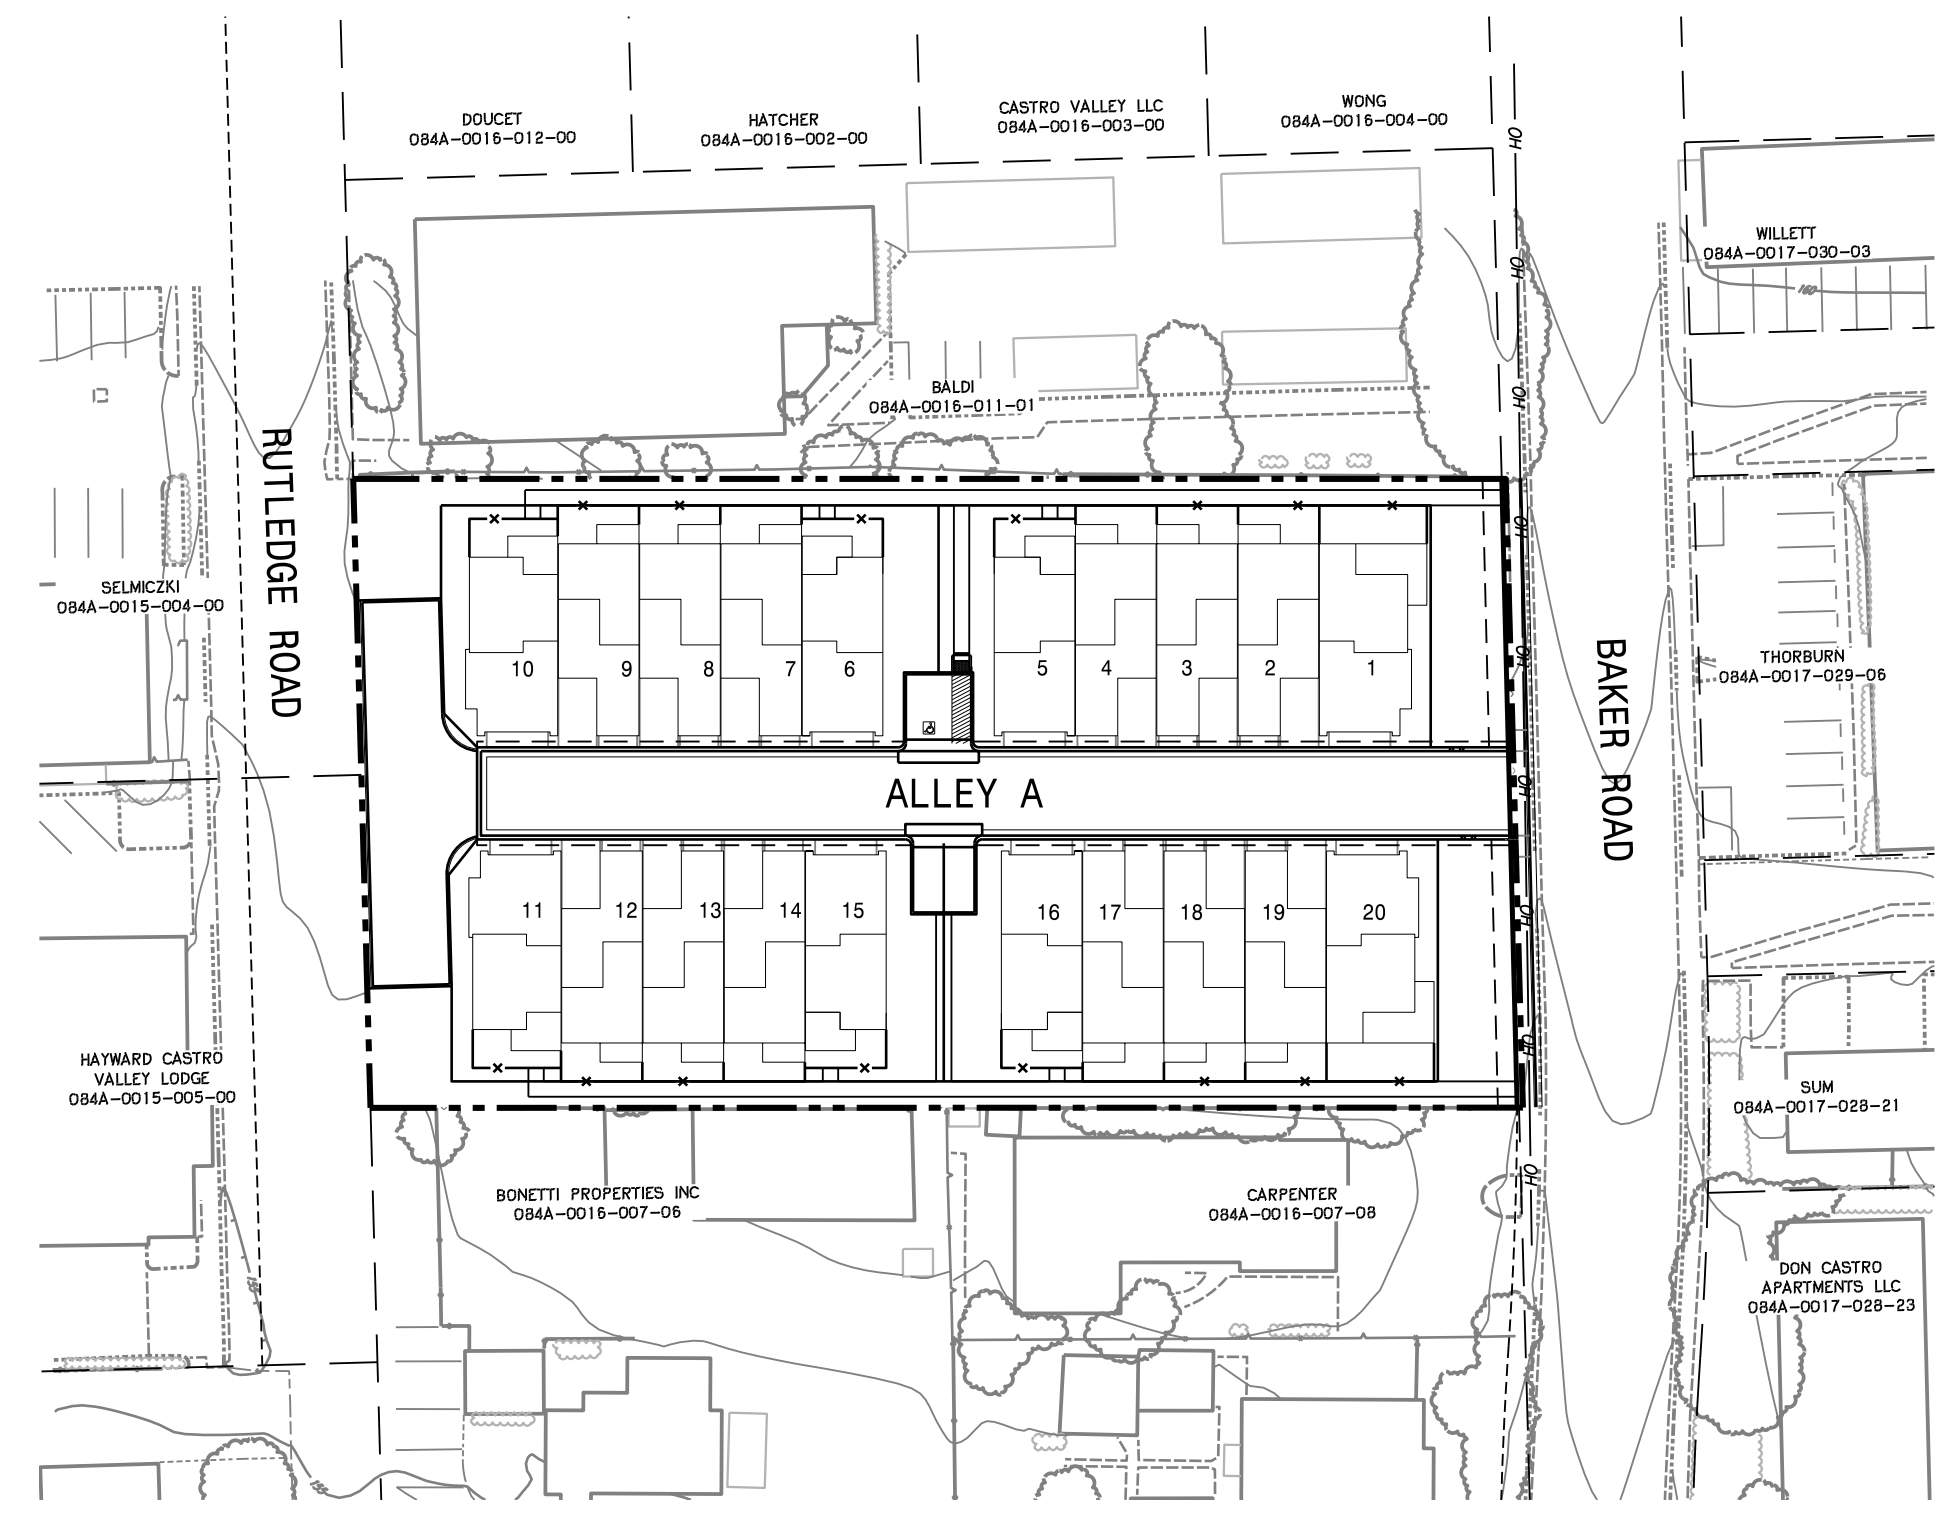 DOUCET
084A-0016-012-00
HATCHER
084A-0016-002-00
CASTRO VALLEY LLC
084A-0016-003-00
WONG
084A-0016-004-00
OH
WILLETT
084A-0017-030-03
OH
160
BALDI
084A-0016-011-01
OH
RUTLEDGE ROAD
OH
SELMICZKI
084A-0015-004-00
10
9
8
7
6
5
4
3
2
1
OH
BAKER ROAD
THORBURN
084A-0017-029-06
ALLEY A
OH
11
12
13
14
15
16
17
18
19
20
OH
HAYWARD CASTRO
VALLEY LODGE
084A-0015-005-00
OH
SUM
084A-0017-028-21
BONETTI PROPERTIES INC
084A-0016-007-06
CARPENTER
084A-0016-007-08
OH
DON CASTRO
APARTMENTS LLC
084A-0017-028-23
155